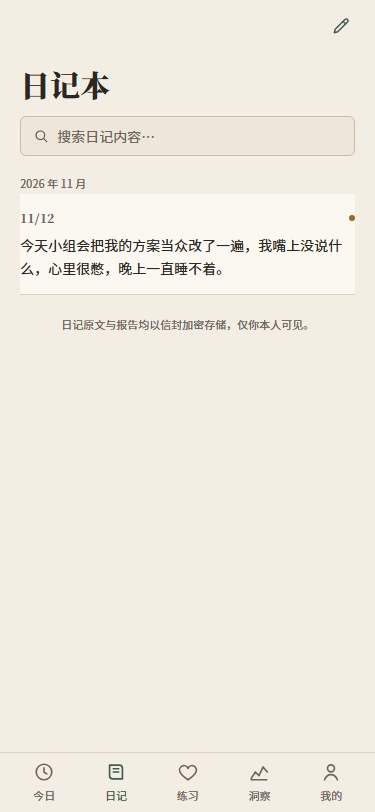 日记本
搜索日记内容…
2026 年 11 月
11/12
今天小组会把我的方案当众改了一遍，我嘴上没说什
么，心里很憋，晚上一直睡不着。
日记原文与报告均以信封加密存储，仅你本人可见。
今日
日记
练习
洞察
我的